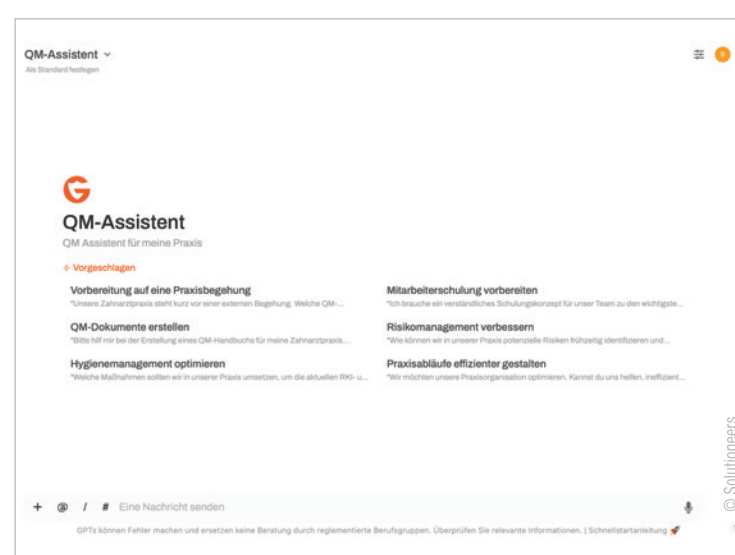 QM-Assistent
Als Standard festlegen
S
QM-Assistent
QM Assistent für meine Praxis
Vorgeschlagen
Vorbereitung auf eine Praxisbegehung
"Unsere Zahnarztpraxis steht kurz vor einer externen Begehung. Welche QM-...
Mitarbeiterschulung vorbereiten
"Ich brauche ein verständliches Schulungskonzept für unser Team zu den wichtigste...
QM-Dokumente erstellen
"Bitte hilf mir bei der Erstellung eines QM-Handbuchs für meine Zahnarztpraxis....
Risikomanagement verbessern
"Wie können wir in unserer Praxis potenzielle Risiken frühzeitig identifizieren und...
Hygienemanagement optimieren
"Welche Maßnahmen sollten wir in unserer Praxis umsetzen, um die aktuellen RKI- u...
Praxisabläufe effizienter gestalten
"Wir möchten unsere Praxisorganisation optimieren. Kannst du uns helfen, ineffizient...
+ @ / # Eine Nachricht senden
GPTs können Fehler machen und ersetzen keine Beratung durch reglementierte Berufsgruppen. Überprüfen Sie relevante Informationen. | Schnellstartanleitung 🚀
© Solutioneers